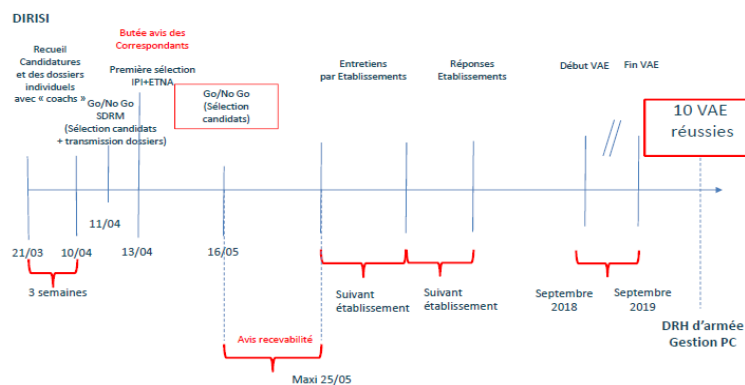 DIRISI
Recueil
Candidatures
et des dossiers
individuels
avec « coachs »
Butée avis des
Correspondants
Première sélection
IPI+ETNA
Go/No Go
SDRM
(Sélection candidats
+ transmission dossiers)
Go/No Go
(Sélection
candidats)
Entretiens
par Etablissements
Réponses
Etablissements
Début VAE
Fin VAE
10 VAE
réussies
11/04
21/03
10/04
13/04
16/05
3 semaines
Suivant
établissement
Suivant
établissement
Septembre
2018
Septembre
2019
Avis recevabilité
Maxi 25/05
DRH d'armée
Gestion PC